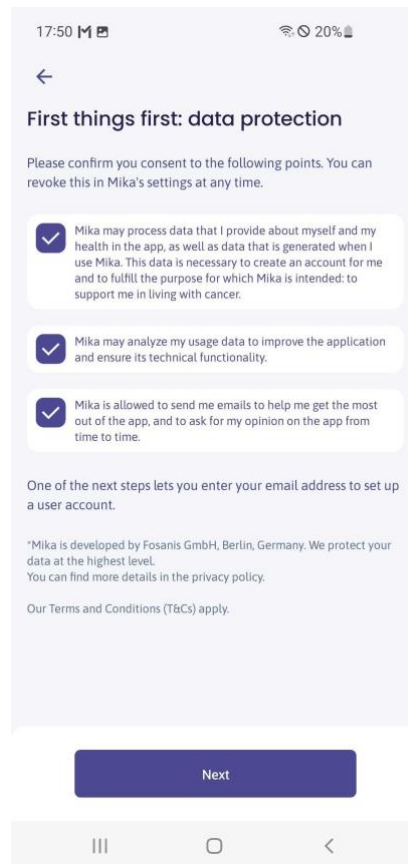 17:50 M 20%
First things first: data protection
Please confirm you consent to the following points. You can
revoke this in Mika's settings at any time.
Mika may process data that I provide about myself and my
health in the app, as well as data that is generated when I
use Mika. This data is necessary to create an account for me
and to fulfill the purpose for which Mika is intended: to
support me in living with cancer.
Mika may analyze my usage data to improve the application
and ensure its technical functionality.
Mika is allowed to send me emails to help me get the most
out of the app, and to ask for my opinion on the app from
time to time.
One of the next steps lets you enter your email address to set up
a user account.
*Mika is developed by Fosanis GmbH, Berlin, Germany. We protect your
data at the highest level.
You can find more details in the privacy policy.
Our Terms and Conditions (T&Cs) apply.
Next